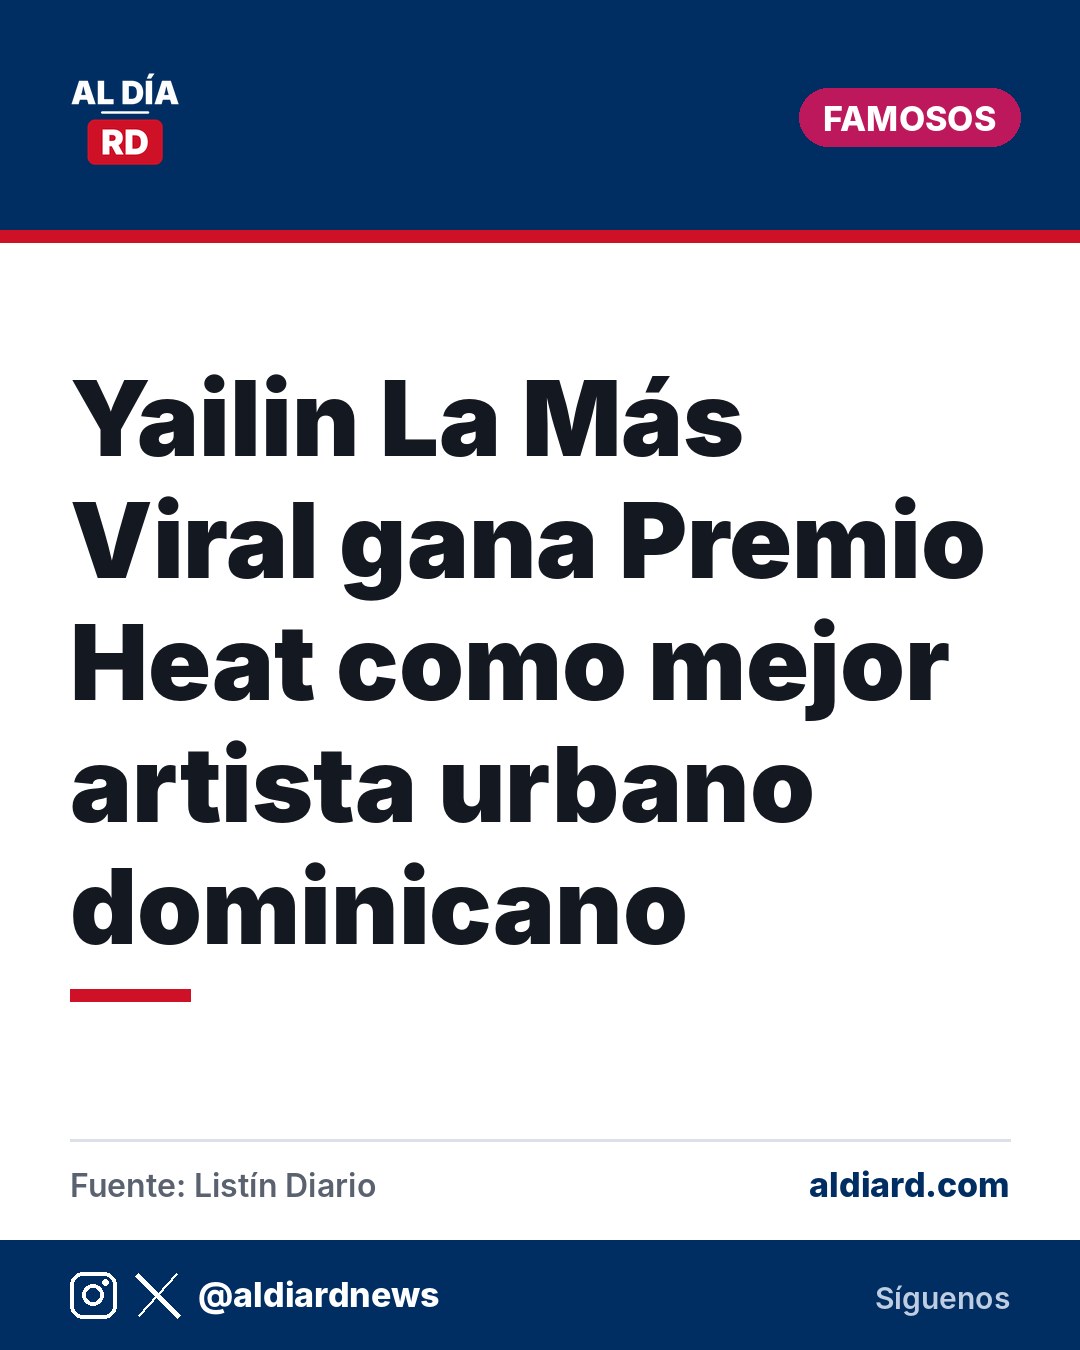 AL DÍA
RD
FAMOSOS
Yailin La Más
Viral gana Premio
Heat como mejor
artista urbano
dominicano
Fuente: Listín Diario
aldiard.com
@aldiardnews
Síguenos